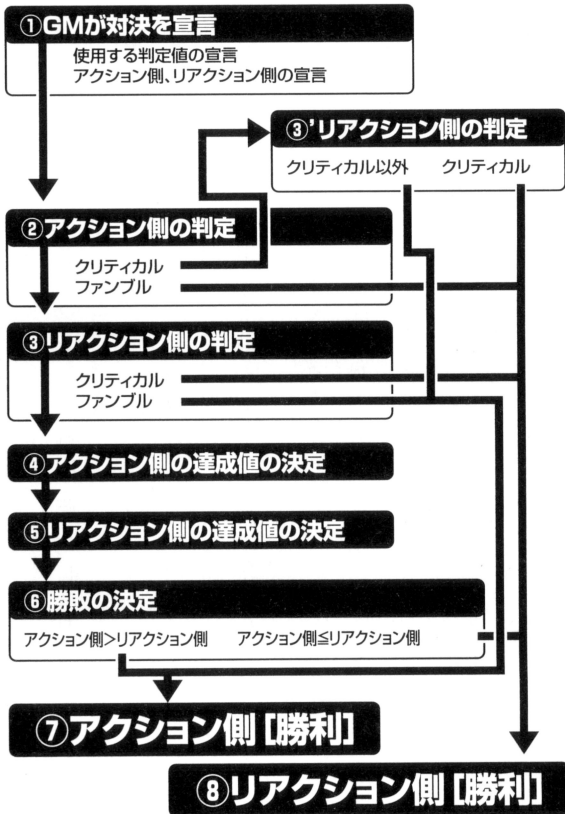 ①GMが対決を宣言
使用する判定値の宣言
アクション側、リアクション側の宣言
③'リアクション側の判定
クリティカル以外 クリティカル
②アクション側の判定
クリティカル
ファンブル
③リアクション側の判定
クリティカル
ファンブル
④アクション側の達成値の決定
⑤リアクション側の達成値の決定
⑥勝敗の決定
アクション側>リアクション側 アクション側≦リアクション側
⑦アクション側［勝利］
⑧リアクション側［勝利］